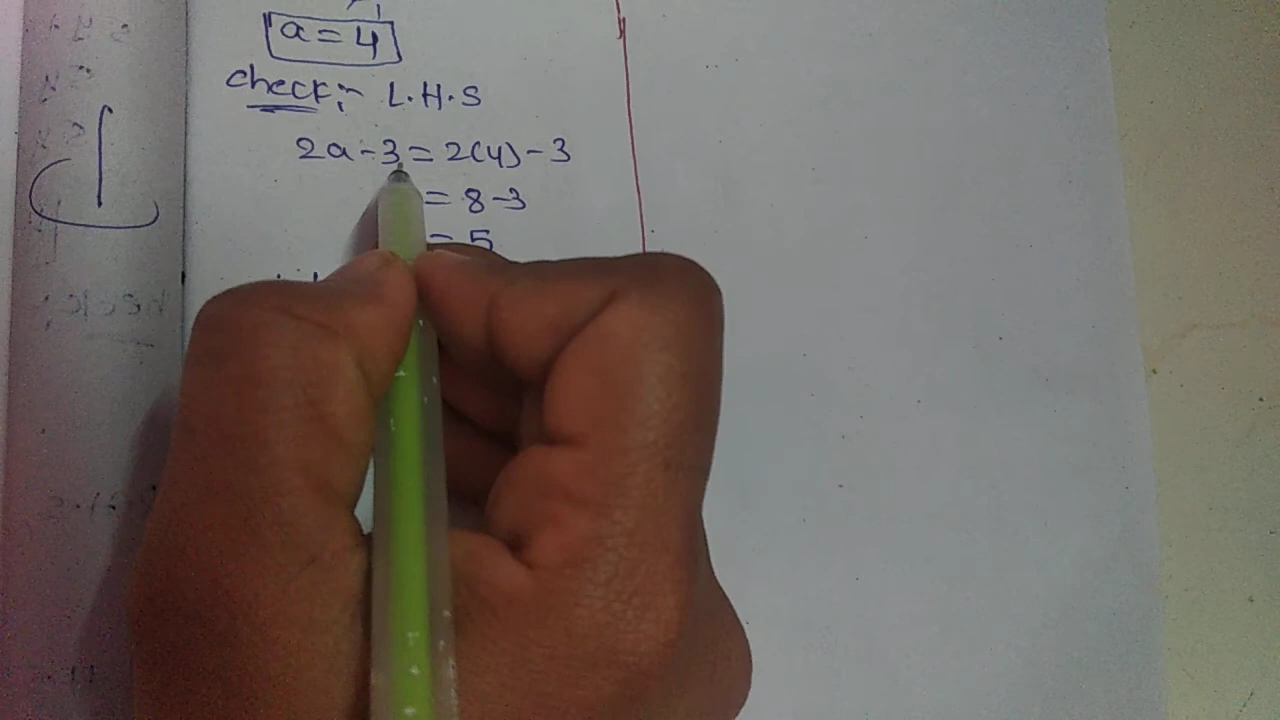 a = 4
Check:- L.H.S
2a - 3 = 2(4) - 3
= 8 - 3
= 5